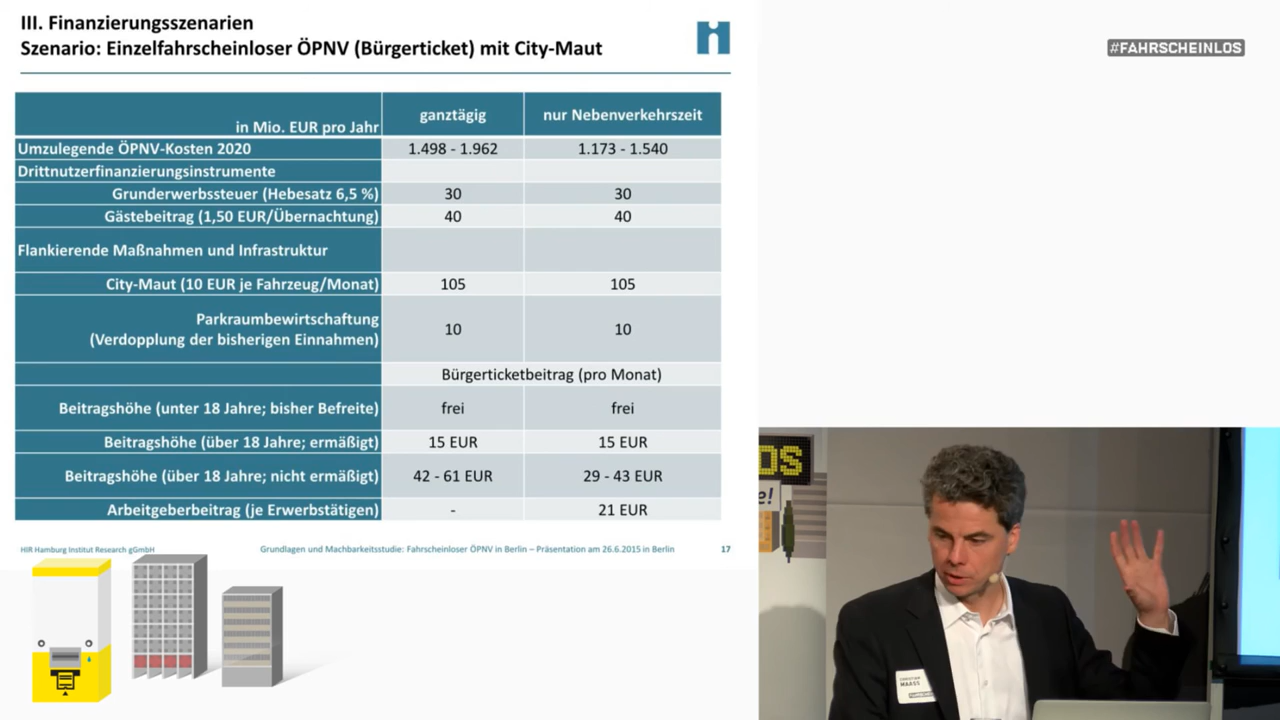 III. Finanzierungsszenarien
Szenario: Einzelfahrscheinloser ÖPNV (Bürgerticket) mit City-Maut
#FAHRSCHEINLOS
in Mio. EUR pro Jahr ganztägig nur Nebenverkehrszeit
Umzulegende ÖPNV-Kosten 2020 1.498 - 1.962 1.173 - 1.540
Drittnutzerfinanzierungsinstrumente
Grunderwerbssteuer (Hebesatz 6,5 %) 30 30
Gästebeitrag (1,50 EUR/Übernachtung) 40 40
Flankierende Maßnahmen und Infrastruktur
City-Maut (10 EUR je Fahrzeug/Monat) 105 105
Parkraumbewirtschaftung
(Verdopplung der bisherigen Einnahmen) 10 10
Bürgerticketbeitrag (pro Monat)
Beitragshöhe (unter 18 Jahre; bisher Befreite) frei frei
Beitragshöhe (über 18 Jahre; ermäßigt) 15 EUR 15 EUR
Beitragshöhe (über 18 Jahre; nicht ermäßigt) 42 - 61 EUR 29 - 43 EUR
Arbeitgeberbeitrag (je Erwerbstätigen) - 21 EUR
HIR Hamburg Institut Research gGmbH Grundlagen und Machbarkeitsstudie: Fahrscheinloser ÖPNV in Berlin – Präsentation am 26.6.2015 in Berlin 17
OS
e!
CHRISTIAN
MAASS